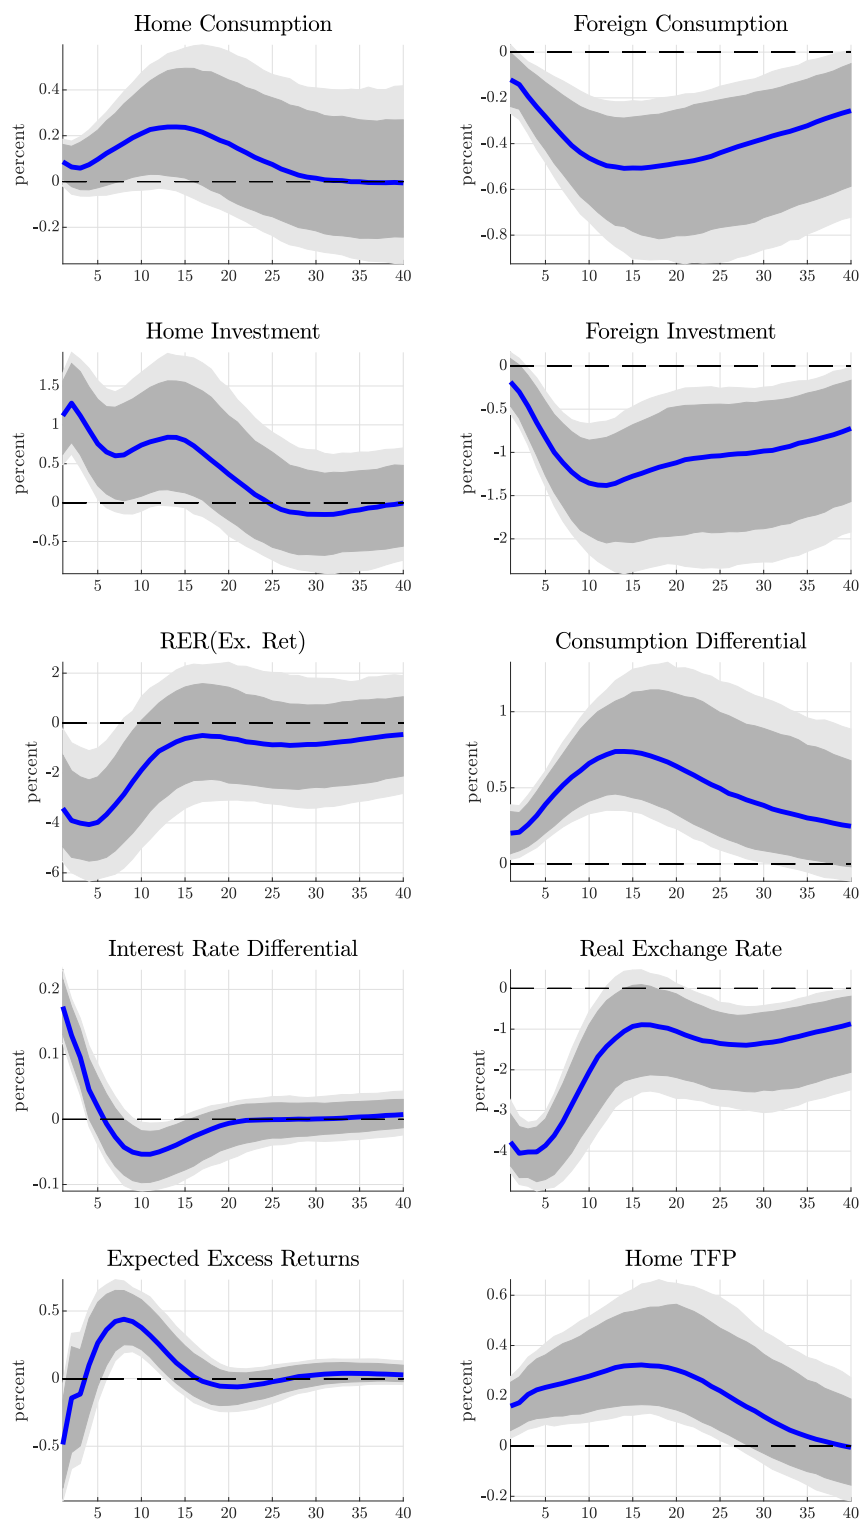 Home Consumption
percent
0.4
0.2
0
-0.2
5 10 15 20 25 30 35 40
Foreign Consumption
percent
0
-0.2
-0.4
-0.6
-0.8
5 10 15 20 25 30 35 40
Home Investment
percent
1.5
1
0.5
0
-0.5
5 10 15 20 25 30 35 40
Foreign Investment
percent
0
-0.5
-1
-1.5
-2
5 10 15 20 25 30 35 40
RER(Ex. Ret)
percent
2
0
-2
-4
-6
5 10 15 20 25 30 35 40
Consumption Differential
percent
1
0.5
0
5 10 15 20 25 30 35 40
Interest Rate Differential
percent
0.2
0.1
0
-0.1
5 10 15 20 25 30 35 40
Real Exchange Rate
percent
0
-1
-2
-3
-4
5 10 15 20 25 30 35 40
Expected Excess Returns
percent
0.5
0
-0.5
5 10 15 20 25 30 35 40
Home TFP
percent
0.6
0.4
0.2
0
-0.2
5 10 15 20 25 30 35 40